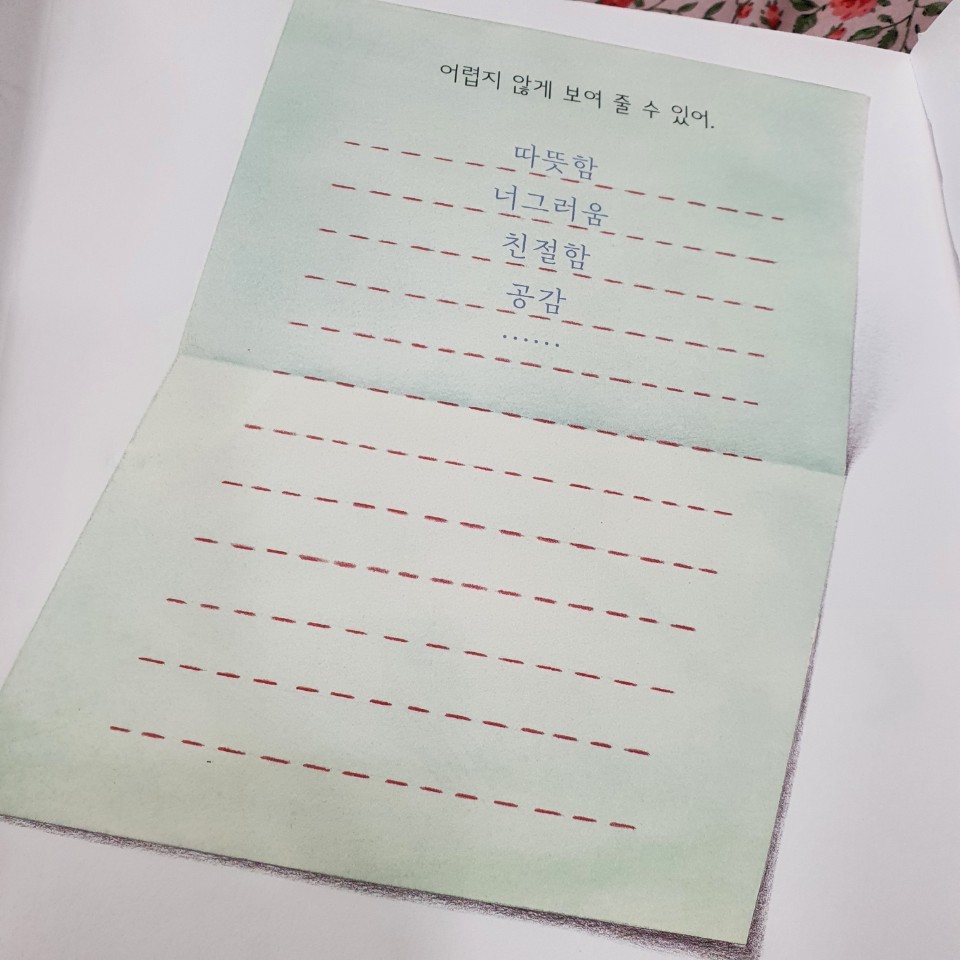 어렵지 않게 보여 줄 수 있어.
따뜻함
너그러움
친절함
공감
······